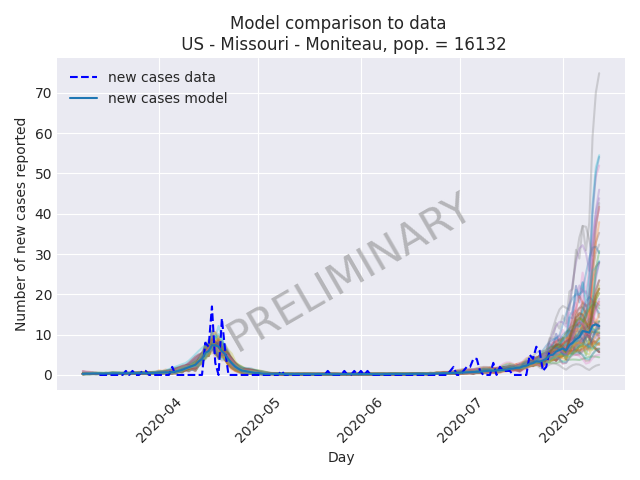 Model comparison to data
US - Missouri - Moniteau, pop. = 16132
new cases data
new cases model
Number of new cases reported
70
60
50
40
30
20
10
0
PRELIMINARY
2020-04
2020-05
2020-06
2020-07
2020-08
Day